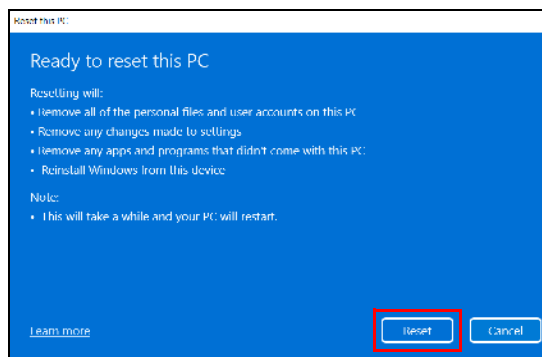 Reset this PC
Ready to reset this PC
Resetting will:
• Remove all of the personal files and user accounts on this PC
• Remove any changes made to settings
• Remove any apps and programs that didn't come with this PC
• Reinstall Windows from this device
Note:
• This will take a while and your PC will restart.
Learn more
Reset
Cancel